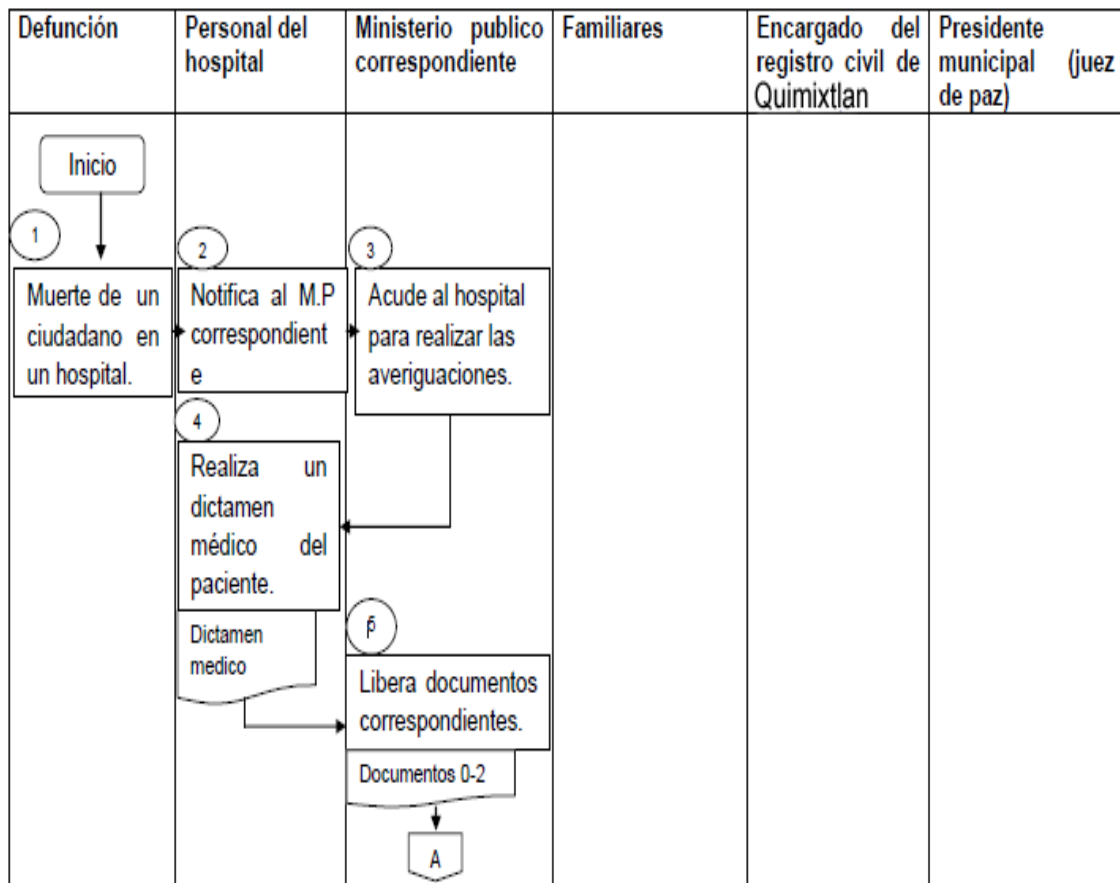 Defunción
Personal del
hospital
Ministerio publico
correspondiente
Familiares
Encargado del
registro civil de
Quimixtlan
Presidente
municipal (juez
de paz)
Inicio
1
Muerte de un
ciudadano en
un hospital.
2
Notifica al M.P
correspondient
e
3
Acude al hospital
para realizar las
averiguaciones.
4
Realiza un
dictamen
médico del
paciente.
Dictamen
medico
5
Libera documentos
correspondientes.
Documentos 0-2
A